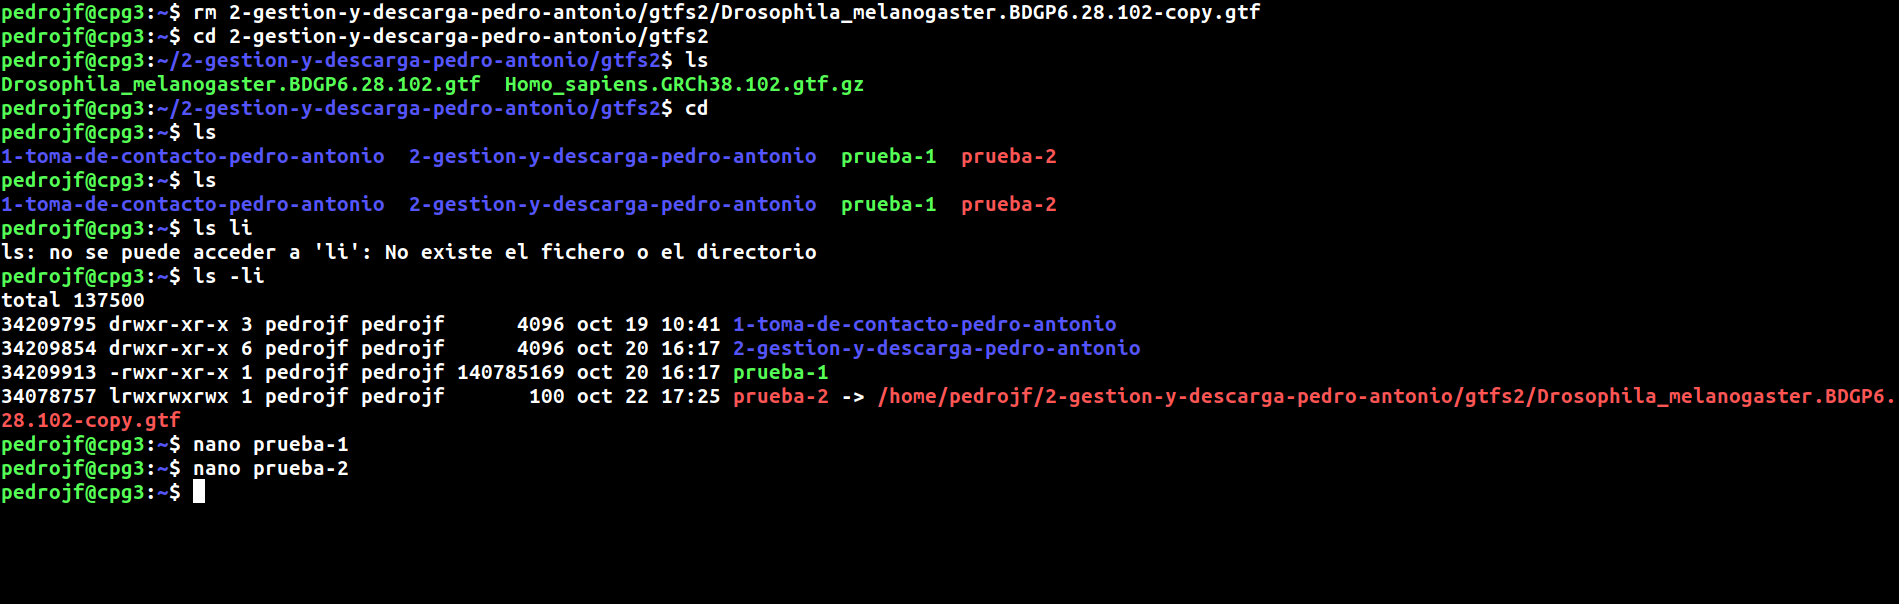 pedrojf@cpg3:~$ rm 2-gestion-y-descarga-pedro-antonio/gtfs2/Drosophila_melanogaster.BDGP6.28.102-copy.gtf
pedrojf@cpg3:~$ cd 2-gestion-y-descarga-pedro-antonio/gtfs2
pedrojf@cpg3:~/2-gestion-y-descarga-pedro-antonio/gtfs2$ ls
Drosophila_melanogaster.BDGP6.28.102.gtf  Homo_sapiens.GRCh38.102.gtf.gz
pedrojf@cpg3:~/2-gestion-y-descarga-pedro-antonio/gtfs2$ cd
pedrojf@cpg3:~$ ls
1-toma-de-contacto-pedro-antonio  2-gestion-y-descarga-pedro-antonio  prueba-1  prueba-2
pedrojf@cpg3:~$ ls
1-toma-de-contacto-pedro-antonio  2-gestion-y-descarga-pedro-antonio  prueba-1  prueba-2
pedrojf@cpg3:~$ ls li
ls: no se puede acceder a 'li': No existe el fichero o el directorio
pedrojf@cpg3:~$ ls -li
total 137500
34209795 drwxr-xr-x 3 pedrojf pedrojf      4096 oct 19 10:41 1-toma-de-contacto-pedro-antonio
34209854 drwxr-xr-x 6 pedrojf pedrojf      4096 oct 20 16:17 2-gestion-y-descarga-pedro-antonio
34209913 -rwxr-xr-x 1 pedrojf pedrojf 140785169 oct 20 16:17 prueba-1
34078757 lrwxrwxrwx 1 pedrojf pedrojf       100 oct 22 17:25 prueba-2 -> /home/pedrojf/2-gestion-y-descarga-pedro-antonio/gtfs2/Drosophila_melanogaster.BDGP6.
28.102-copy.gtf
pedrojf@cpg3:~$ nano prueba-1
pedrojf@cpg3:~$ nano prueba-2
pedrojf@cpg3:~$